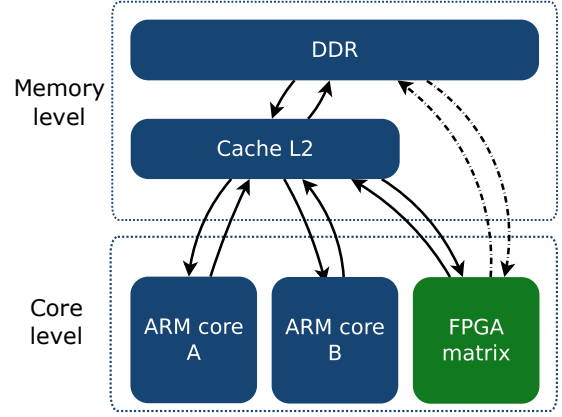 DDR
Memory
level
Cache L2
Core
level
ARM core
A
ARM core
B
FPGA
matrix